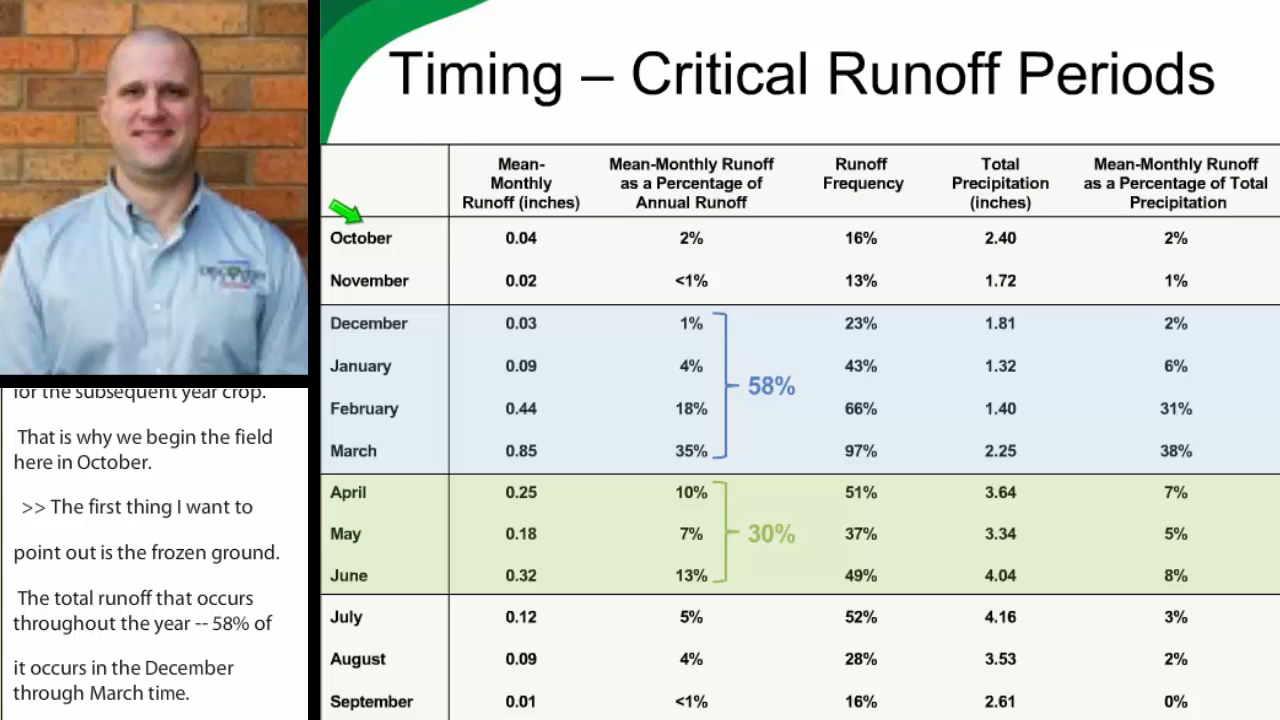 Timing – Critical Runoff Periods
Mean-Monthly Runoff (inches) Mean-Monthly Runoff as a Percentage of Annual Runoff Runoff Frequency Total Precipitation (inches) Mean-Monthly Runoff as a Percentage of Total Precipitation
October 0.04 2% 16% 2.40 2%
November 0.02 <1% 13% 1.72 1%
December 0.03 1% 23% 1.81 2%
January 0.09 4% 43% 1.32 6%
58%
February 0.44 18% 66% 1.40 31%
March 0.85 35% 97% 2.25 38%
April 0.25 10% 51% 3.64 7%
May 0.18 7% 30% 37% 3.34 5%
June 0.32 13% 49% 4.04 8%
July 0.12 5% 52% 4.16 3%
August 0.09 4% 28% 3.53 2%
September 0.01 <1% 16% 2.61 0%
for the subsequent year crop.
That is why we begin the field
here in October.
>> The first thing I want to
point out is the frozen ground.
The total runoff that occurs
throughout the year -- 58% of
it occurs in the December
through March time.